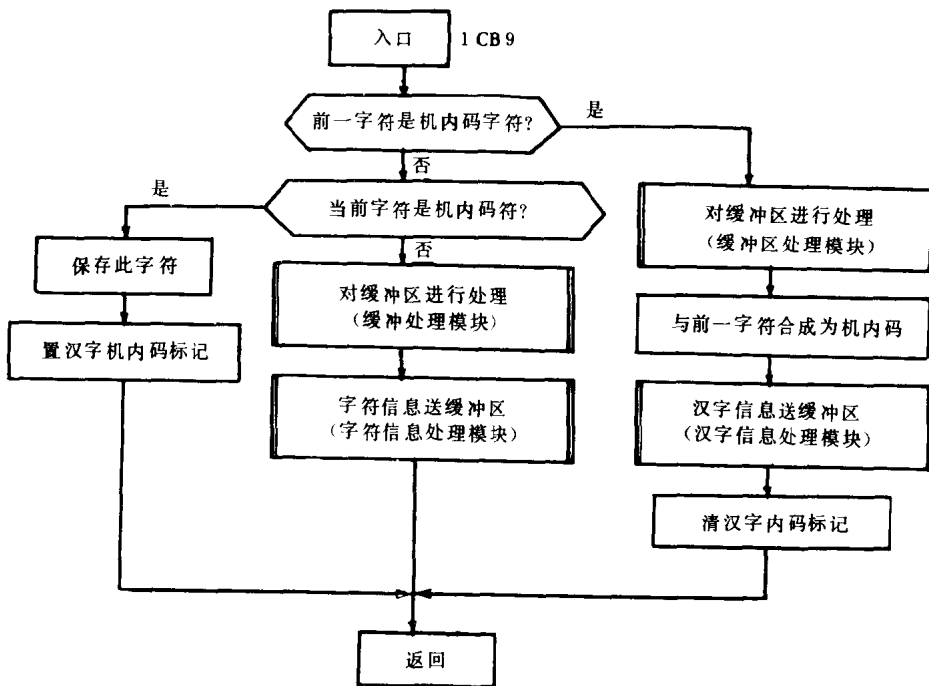 入口 1CB9
前一字符是机内码字符?
是
否
是
当前字符是机内码符?
否
对缓冲区进行处理
(缓冲区处理模块)
保存此字符
对缓冲区进行处理
(缓冲处理模块)
与前一字符合成为机内码
置汉字机内码标记
字符信息送缓冲区
(字符信息处理模块)
汉字信息送缓冲区
(汉字信息处理模块)
清汉字内码标记
返回